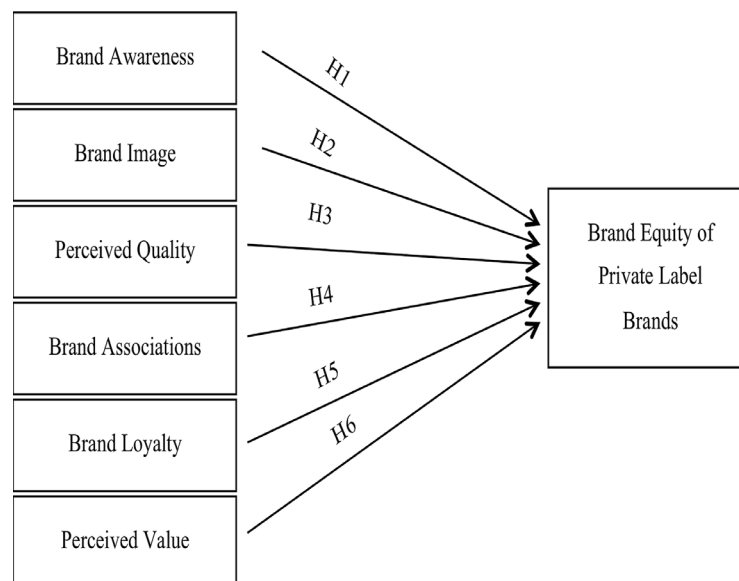 Brand Awareness
H1
Brand Image
H2
Perceived Quality
H3
Brand Associations
H4
Brand Loyalty
H5
Perceived Value
H6
Brand Equity of
Private Label
Brands